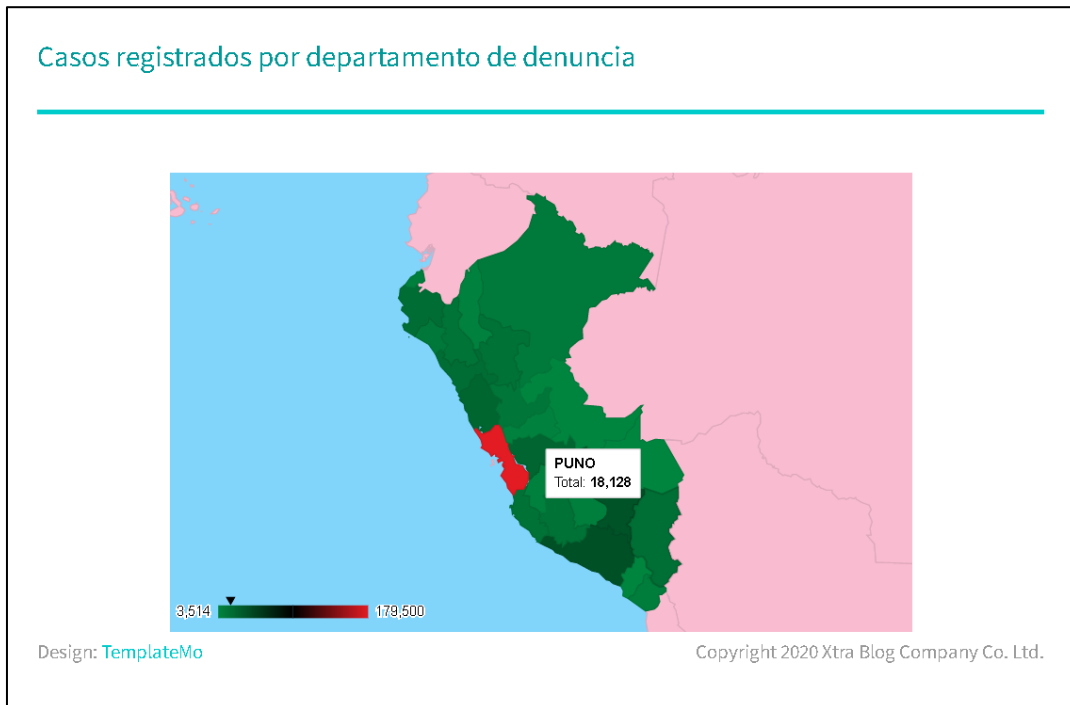 Casos registrados por departamento de denuncia
PUNO
Total: 18,128
3,514
179,500
Design: TemplateMo
Copyright 2020 Xtra Blog Company Co. Ltd.